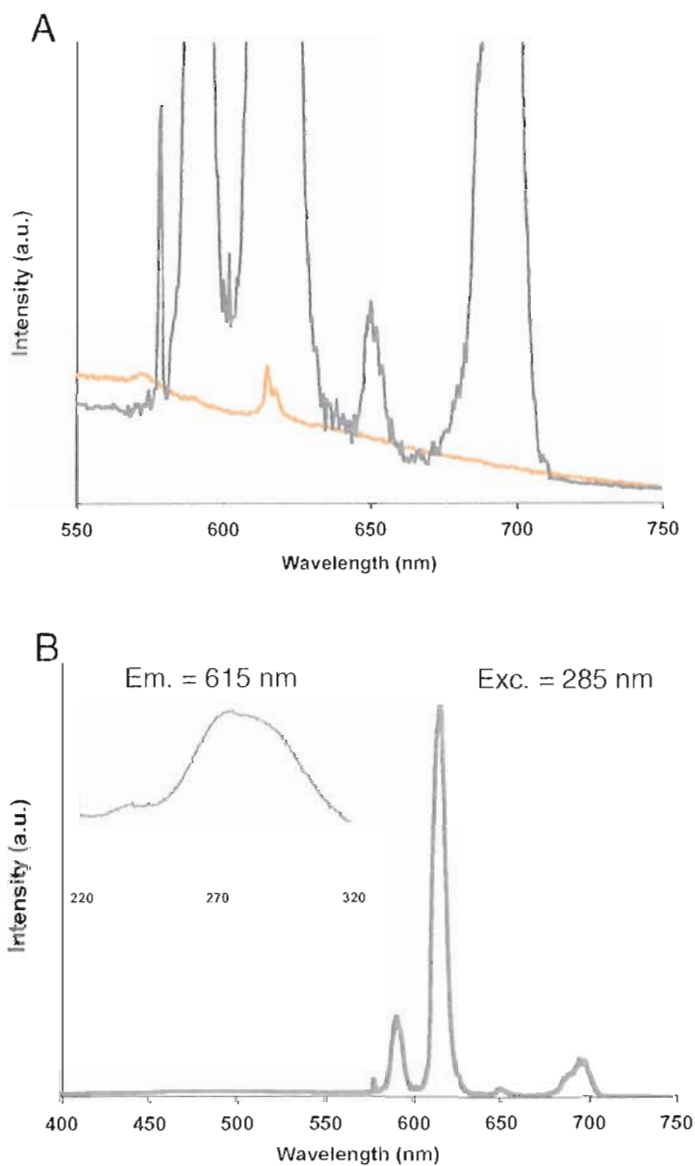 A
Intensity (a.u.)
550 600 650 700 750
Wavelength (nm)
B
Em. = 615 nm Exc. = 285 nm
Intensity (a.u.)
220 270 320
400 450 500 550 600 650 700 750
Wavelength (nm)